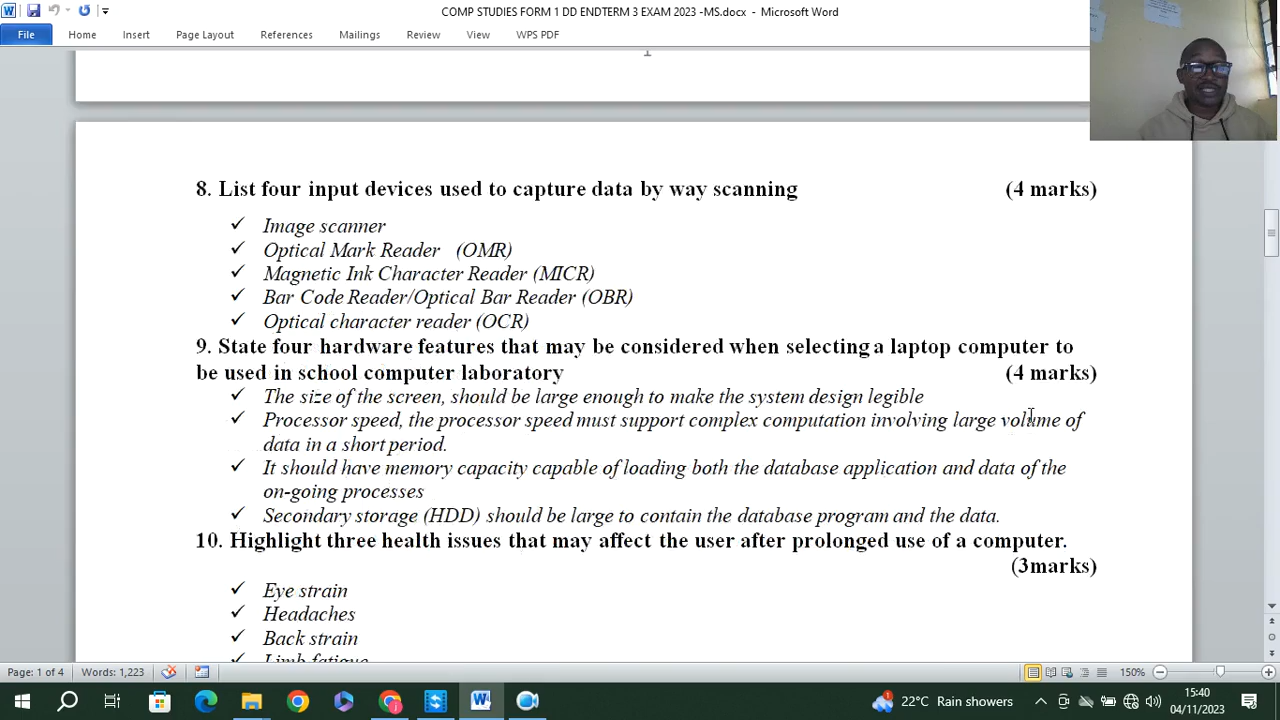 COMP STUDIES FORM 1 DD ENDTERM 3 EXAM 2023 -MS.docx - Microsoft Word
File Home Insert Page Layout References Mailings Review View WPS PDF
8. List four input devices used to capture data by way scanning (4 marks)
✓ Image scanner
✓ Optical Mark Reader (OMR)
✓ Magnetic Ink Character Reader (MICR)
✓ Bar Code Reader/Optical Bar Reader (OBR)
✓ Optical character reader (OCR)
9. State four hardware features that may be considered when selecting a laptop computer to
be used in school computer laboratory (4 marks)
✓ The size of the screen, should be large enough to make the system design legible
✓ Processor speed, the processor speed must support complex computation involving large volume of
data in a short period.
✓ It should have memory capacity capable of loading both the database application and data of the
on-going processes
✓ Secondary storage (HDD) should be large to contain the database program and the data.
10. Highlight three health issues that may affect the user after prolonged use of a computer.
(3marks)
✓ Eye strain
✓ Headaches
✓ Back strain
✓ Limb fatigue
Page: 1 of 4 Words: 1,223 150%
22°C Rain showers 15:40
04/11/2023